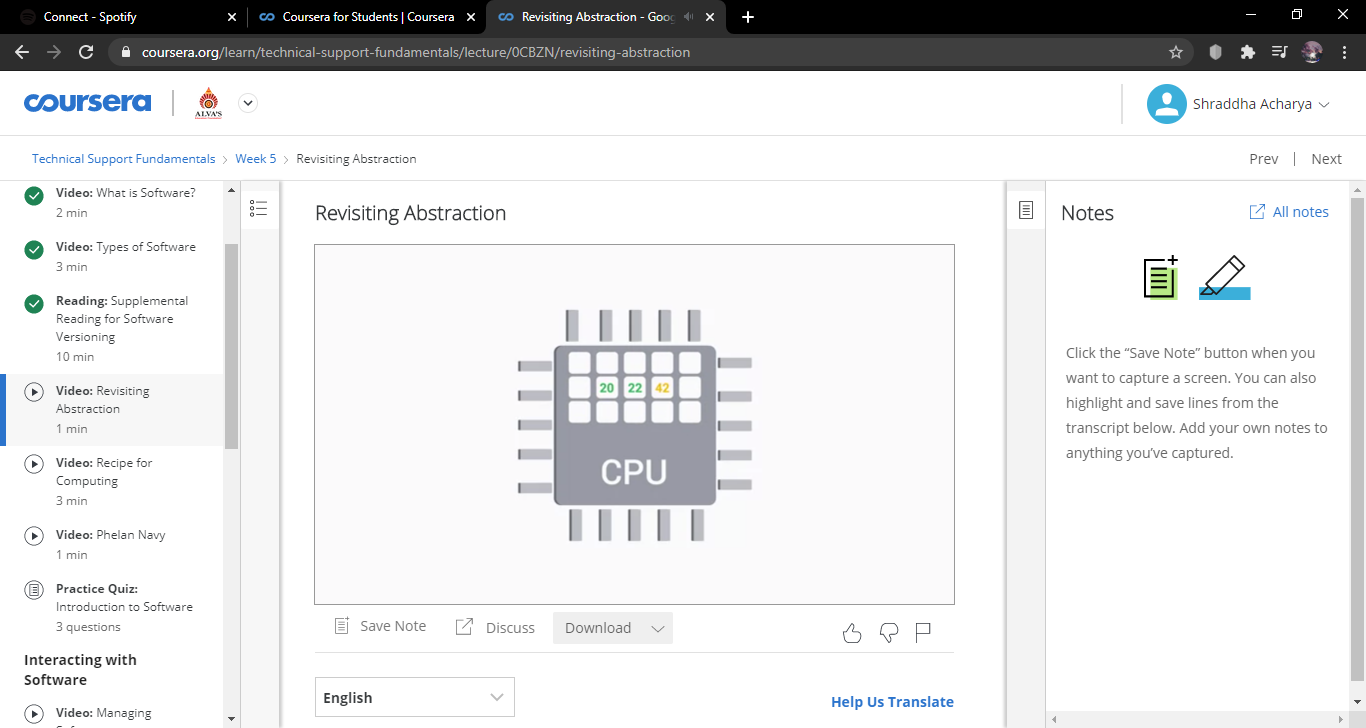 Connect - Spotify
Coursera for Students | Coursera
Revisiting Abstraction - Goog
coursera.org/learn/technical-support-fundamentals/lecture/0CBZN/revisiting-abstraction
coursera
ALVA'S
Shraddha Acharya
Technical Support Fundamentals > Week 5 > Revisiting Abstraction
Prev | Next
Video: What is Software?
2 min
Video: Types of Software
3 min
Reading: Supplemental
Reading for Software
Versioning
10 min
Video: Revisiting
Abstraction
1 min
Video: Recipe for
Computing
3 min
Video: Phelan Navy
1 min
Practice Quiz:
Introduction to Software
3 questions
Interacting with
Software
Video: Managing
Revisiting Abstraction
20 22 42
CPU
Save Note
Discuss
Download
English
Help Us Translate
Notes
All notes
Click the “Save Note” button when you
want to capture a screen. You can also
highlight and save lines from the
transcript below. Add your own notes to
anything you’ve captured.